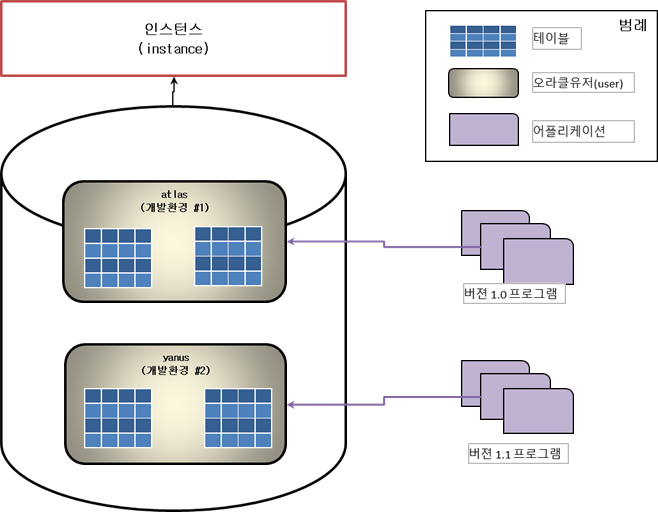 인스턴스
(instance)
범례
테이블
오라클유저(user)
어플리케이션
atlas
(개발환경 #1)
버젼 1.0 프로그램
yanus
(개발환경 #2)
버젼 1.1 프로그램